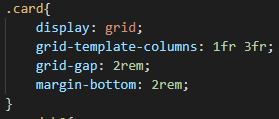 .card{
    display: grid;
    grid-template-columns: 1fr 3fr;
    grid-gap: 2rem;
    margin-bottom: 2rem;
}